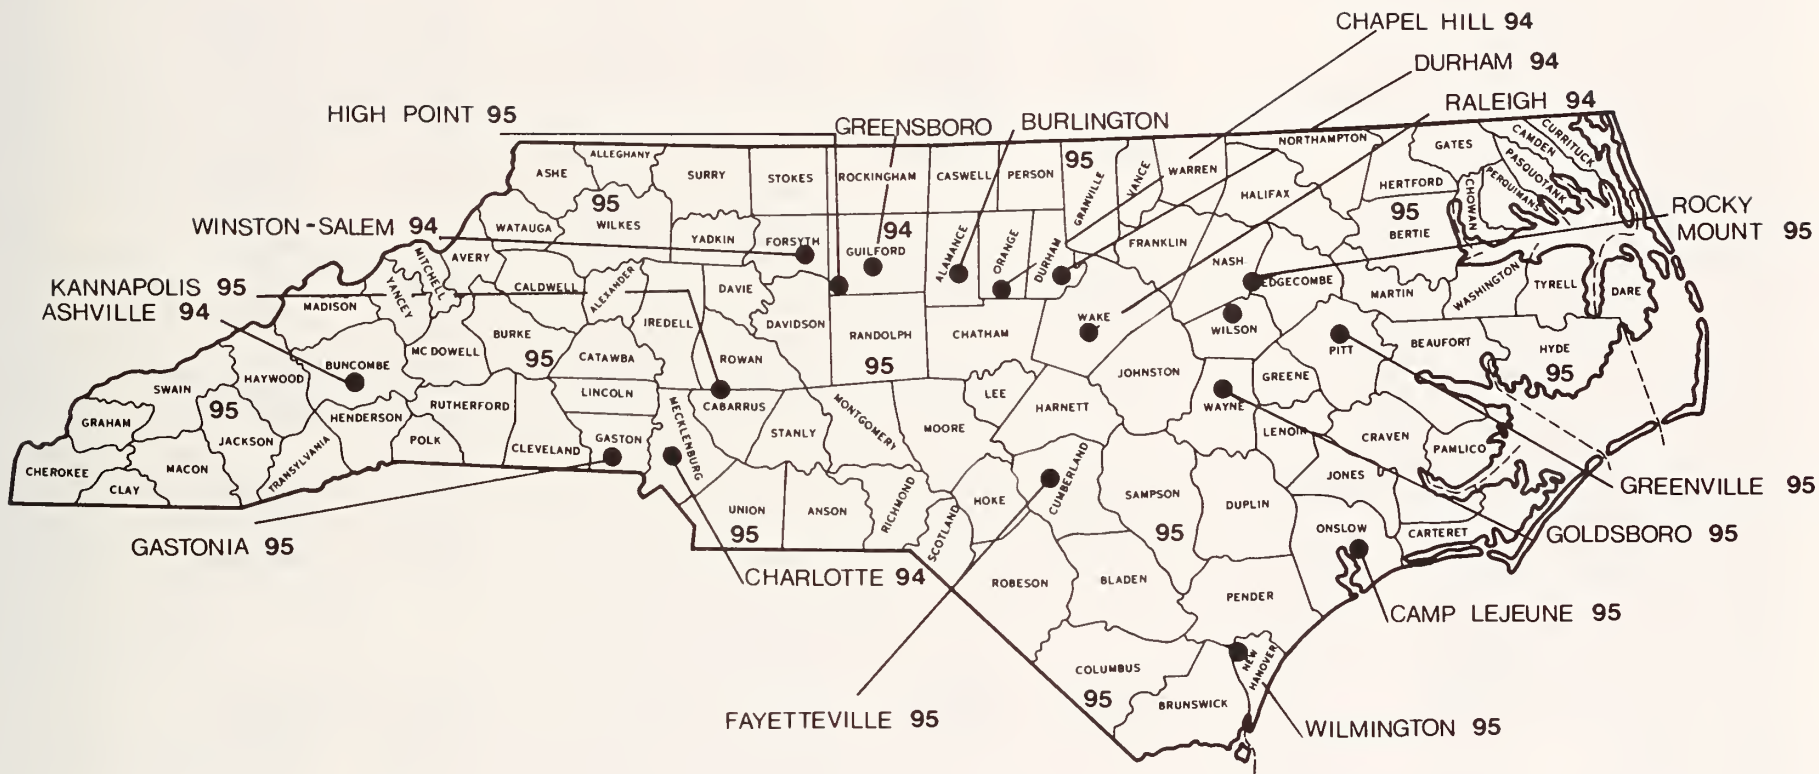 CHAPEL HILL 94
DURHAM 94
RALEIGH 94
HIGH POINT 95
GREENSBORO
BURLINGTON
WINSTON-SALEM 94
KANNAPOLIS 95
ASHVILLE 94
GASTONIA 95
CHARLOTTE 94
FAYETTEVILLE 95
WILMINGTON 95
CAMP LEJEUNE 95
GOLDSBORO 95
GREENVILLE 95
ROCKY
MOUNT 95
ASHE
ALLEGHANY
SURRY
STOKES
ROCKINGHAM
CASWELL
PERSON
95
GRANVILLE
VANCE
WARREN
NORTHAMPTON
GATES
CURRITUCK
CAMDEN
PASQUOTANK
PERQUIMANS
CHOWAN
HERTFORD
95
BERTIE
HALIFAX
WATAUGA
95
WILKES
YADKIN
FORSYTH
94
GUILFORD
ALAMANCE
ORANGE
DURHAM
FRANKLIN
NASH
EDGECOMBE
MARTIN
WASHINGTON
TYRELL
DARE
MITCHELL
AVERY
YANCEY
MADISON
CALDWELL
ALEXANDER
IREDELL
DAVIE
DAVIDSON
RANDOLPH
95
CHATHAM
WAKE
WILSON
PITT
BEAUFORT
HYDE
95
BUNCOMBE
MC DOWELL
BURKE
95
CATAWBA
ROWAN
SWAIN
HAYWOOD
GRAHAM
95
JACKSON
HENDERSON
RUTHERFORD
LINCOLN
MECKLENBURG
CABARRUS
MONTGOMERY
LEE
HARNETT
JOHNSTON
WAYNE
GREENE
LENOIR
CRAVEN
PAMLICO
CHEROKEE
CLAY
MACON
TRANSYLVANIA
POLK
CLEVELAND
GASTON
STANLY
MOORE
UNION
95
ANSON
RICHMOND
SCOTLAND
HOKE
CUMBERLAND
SAMPSON
95
DUPLIN
JONES
ONSLOW
CARTERET
ROBESON
BLADEN
PENDER
COLUMBUS
95
BRUNSWICK
NEW
HANOVER